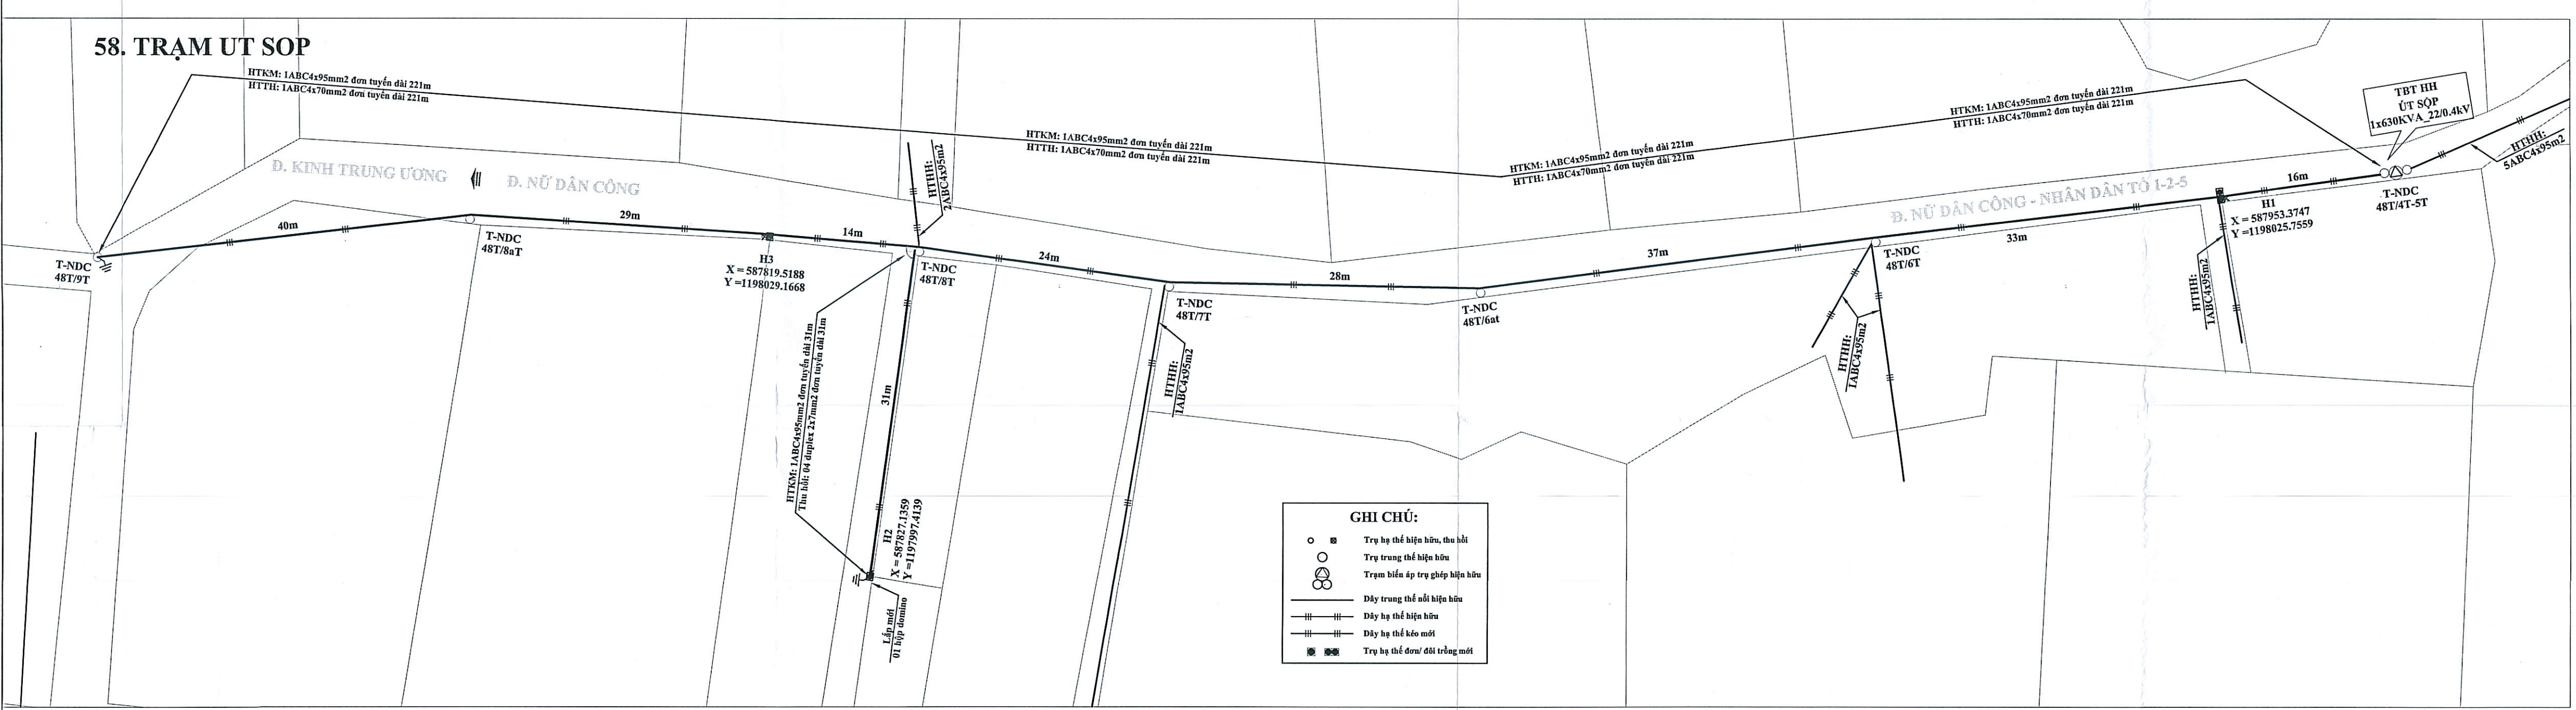 58. TRẠM UT SOP
HTKM: 1ABC4x95mm2 đơn tuyến dài 221m
HTTH: 1ABC4x70mm2 đơn tuyến dài 221m
HTKM: 1ABC4x95mm2 đơn tuyến dài 221m
HTTH: 1ABC4x70mm2 đơn tuyến dài 221m
HTKM: 1ABC4x95mm2 đơn tuyến dài 221m
HTTH: 1ABC4x70mm2 đơn tuyến dài 221m
HTKM: 1ABC4x95mm2 đơn tuyến dài 221m
HTTH: 1ABC4x70mm2 đơn tuyến dài 221m
TBT HH
ÚT SỘP
1x630KVA_22/0.4kV
HTHH:
5ABC4x95m2
Đ. KINH TRUNG ƯƠNG
Đ. NỮ DÂN CÔNG
HTHH:
2ABC4x95m2
Đ. NỮ DÂN CÔNG - NHÂN DÂN TỔ 1-2-5
40m
29m
14m
24m
28m
37m
33m
16m
T-NDC
48T/9T
T-NDC
48T/8aT
H3
X = 587819.5188
Y =1198029.1668
T-NDC
48T/8T
T-NDC
48T/7T
T-NDC
48T/6at
T-NDC
48T/6T
H1
X = 587953.3747
Y =1198025.7559
T-NDC
48T/4T-5T
HTKM: 1ABC4x95mm2 đơn tuyến dài 31m
Thu hồi: 04 duplex 2x7mm2 đơn tuyến dài 31m
31m
HTHH:
1ABC4x95m2
HTHH:
1ABC4x95m2
HTHH:
1ABC4x95m2
H2
X = 587827.1359
Y =1197997.4139
Lắp mới
01 hộp domino
GHI CHÚ:
Trụ hạ thế hiện hữu, thu hồi
Trụ trung thế hiện hữu
Trạm biến áp trụ ghép hiện hữu
Dây trung thế nổi hiện hữu
Dây hạ thế hiện hữu
Dây hạ thế kéo mới
Trụ hạ thế đơn/ đôi trồng mới